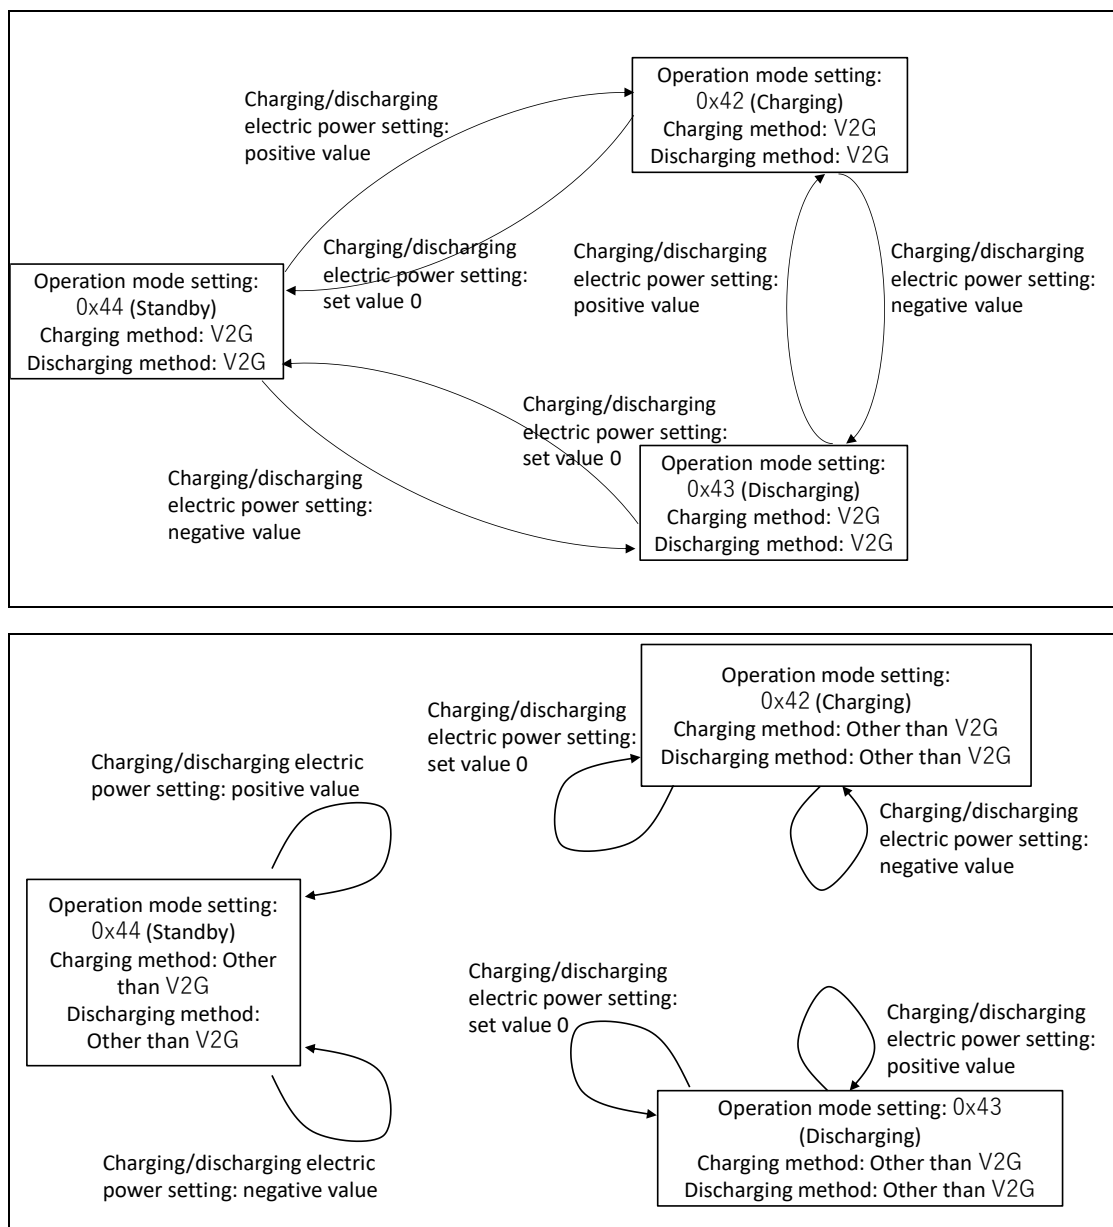 Charging/discharging
electric power setting:
positive value
Operation mode setting:
0x42 (Charging)
Charging method: V2G
Discharging method: V2G
Charging/discharging
electric power setting:
set value 0
Charging/discharging
electric power setting:
positive value
Charging/discharging
electric power setting:
negative value
Operation mode setting:
0x44 (Standby)
Charging method: V2G
Discharging method: V2G
Charging/discharging
electric power setting:
set value 0
Charging/discharging
electric power setting:
negative value
Operation mode setting:
0x43 (Discharging)
Charging method: V2G
Discharging method: V2G
Operation mode setting:
0x42 (Charging)
Charging method: Other than V2G
Discharging method: Other than V2G
Charging/discharging
electric power setting:
set value 0
Charging/discharging electric
power setting: positive value
Charging/discharging
electric power setting:
negative value
Operation mode setting:
0x44 (Standby)
Charging method: Other
than V2G
Discharging method:
Other than V2G
Charging/discharging
electric power setting:
set value 0
Charging/discharging
electric power setting:
positive value
Charging/discharging electric
power setting: negative value
Operation mode setting: 0x43
(Discharging)
Charging method: Other than V2G
Discharging method: Other than V2G